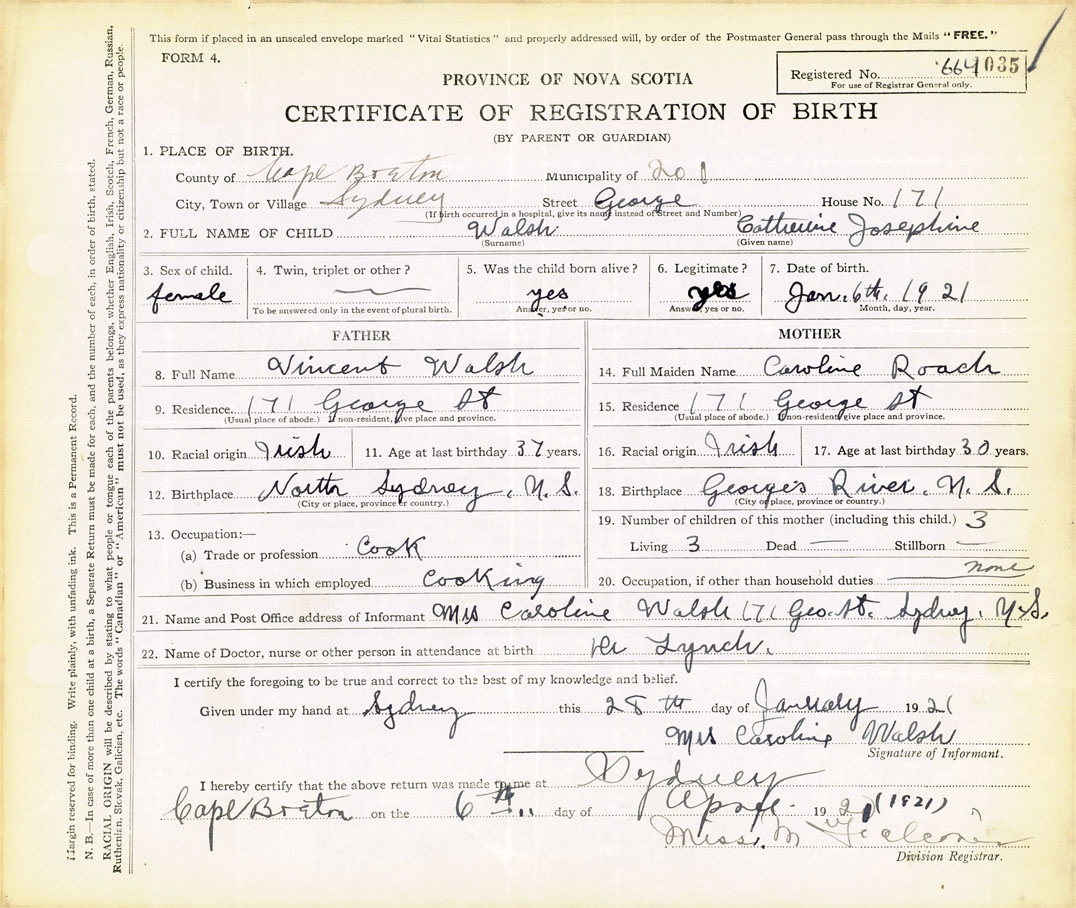 This form if placed in an unsealed envelope marked "Vital Statistics" and properly addressed will, by order of the Postmaster General pass through the Mails "FREE."
FORM 4.
PROVINCE OF NOVA SCOTIA
Registered No. 664035
For use of Registrar General only.
CERTIFICATE OF REGISTRATION OF BIRTH
(BY PARENT OR GUARDIAN)
1. PLACE OF BIRTH.
County of Cape Breton Municipality of 201
City, Town or Village Sydney Street George House No. 171
(If birth occurred in a hospital, give its name instead of Street and Number)
2. FULL NAME OF CHILD Walsh Catherine Josephine
(Surname) (Given name)
3. Sex of child. 4. Twin, triplet or other? 5. Was the child born alive? 6. Legitimate? 7. Date of birth.
female yes yes Jan. 6th. 1921
To be answered only in the event of plural birth. Answer, yes or no. Answer, yes or no. Month, day, year.
FATHER
8. Full Name Vincent Walsh
9. Residence 171 George St
(Usual place of abode.) If non-resident, give place and province.
10. Racial origin Irish 11. Age at last birthday 37 years.
12. Birthplace North Sydney, N.S.
(City or place, province or country.)
13. Occupation:—
(a) Trade or profession Cook
(b) Business in which employed Cooking
MOTHER
14. Full Maiden Name Caroline Roach
15. Residence 171 George St
(Usual place of abode.) If non-resident, give place and province.
16. Racial origin Irish 17. Age at last birthday 30 years.
18. Birthplace George's River, N.S.
(City or place, province or country.)
19. Number of children of this mother (including this child.) 3
Living 3 Dead — Stillborn —
20. Occupation, if other than household duties none
21. Name and Post Office address of Informant Mrs Caroline Walsh 171 Geo. St. Sydney. N.S.
22. Name of Doctor, nurse or other person in attendance at birth Dr Lynch.
I certify the foregoing to be true and correct to the best of my knowledge and belief.
Given under my hand at Sydney this 28th day of January 1921
Mrs Caroline Walsh
Signature of Informant.
I hereby certify that the above return was made to me at Sydney
Cape Breton on the 6th day of April 1921 (1921)
Miss. M
Division Registrar.
Margin reserved for binding. Write plainly, with unfading ink. This is a Permanent Record.
N. B.—In case of more than one child at a birth, a Separate Return must be made for each, and the number of each, in order of birth, stated.
RACIAL ORIGIN will be described by stating to what people or tongue each of the parents belongs, whether English, Irish, Scotch, French, German, Russian,
Ruthenian, Slovak, Galician, etc. The words "Canadian" or "American" must not be used, as they express nationality or citizenship but not a race or people.